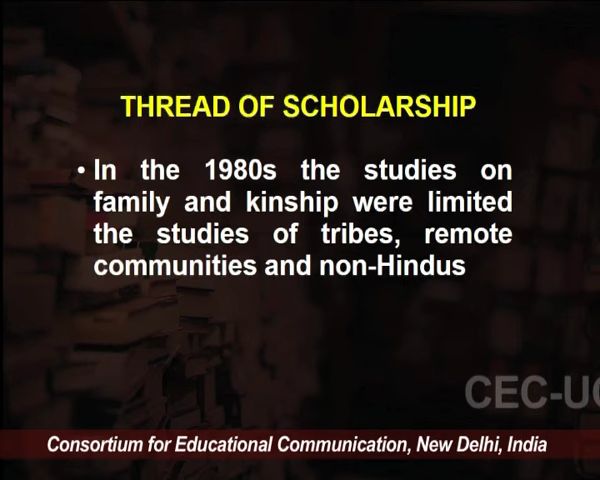 THREAD OF SCHOLARSHIP
• In the 1980s the studies on
family and kinship were limited
the studies of tribes, remote
communities and non-Hindus
CEC-UG
Consortium for Educational Communication, New Delhi, India